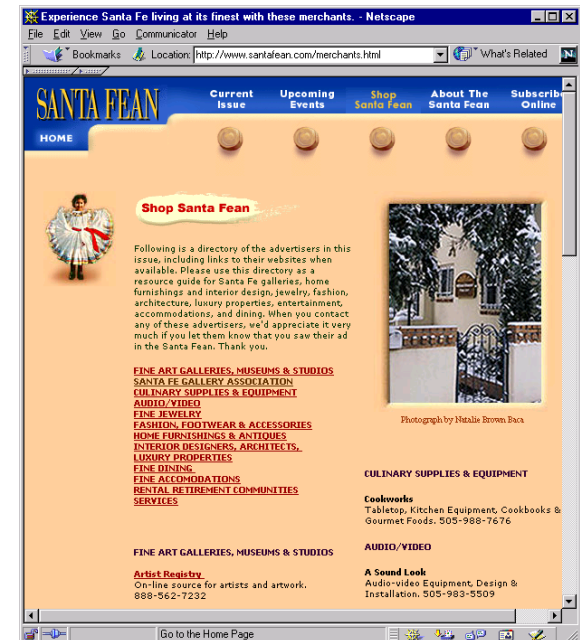 Experience Santa Fe living at its finest with these merchants. - Netscape
File Edit View Go Communicator Help
Bookmarks Location: http://www.santafean.com/merchants.html What's Related N
SANTA FEAN
Current Issue
Upcoming Events
Shop Santa Fean
About The Santa Fean
Subscribe Online
HOME
Shop Santa Fean
Following is a directory of the advertisers in this
issue, including links to their websites when
available. Please use this directory as a
resource guide for Santa Fe galleries, home
furnishings and interior design, jewelry, fashion,
architecture, luxury properties, entertainment,
accommodations, and dining. When you contact
any of these advertisers, we'd appreciate it very
much if you let them know that you saw their ad
in the Santa Fean. Thank you.
FINE ART GALLERIES, MUSEUMS & STUDIOS
SANTA FE GALLERY ASSOCIATION
CULINARY SUPPLIES & EQUIPMENT
AUDIO/VIDEO
FINE JEWELRY
FASHION, FOOTWEAR & ACCESSORIES
HOME FURNISHINGS & ANTIQUES
INTERIOR DESIGNERS, ARCHITECTS,
LUXURY PROPERTIES
FINE DINING
FINE ACCOMODATIONS
RENTAL RETIREMENT COMMUNITIES
SERVICES
FINE ART GALLERIES, MUSEUMS & STUDIOS
Artist Registry
On-line source for artists and artwork.
888-562-7232
Photograph by Natalie Brown Baca
CULINARY SUPPLIES & EQUIPMENT
Cookworks
Tabletop, Kitchen Equipment, Cookbooks &
Gourmet Foods. 505-988-7676
AUDIO/VIDEO
A Sound Look
Audio-video Equipment, Design &
Installation. 505-983-5509
Go to the Home Page